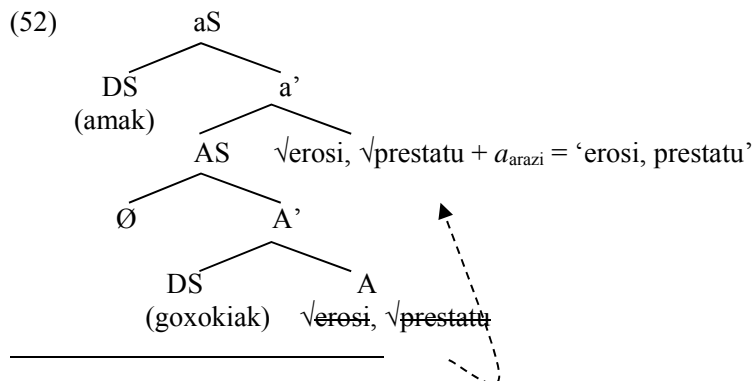 (52) aS
DS a’
(amak)
AS √erosi, √prestatu + a_arazi = ‘erosi, prestatu’
Ø A’
DS A
(goxokiak) √erosi, √prestatu